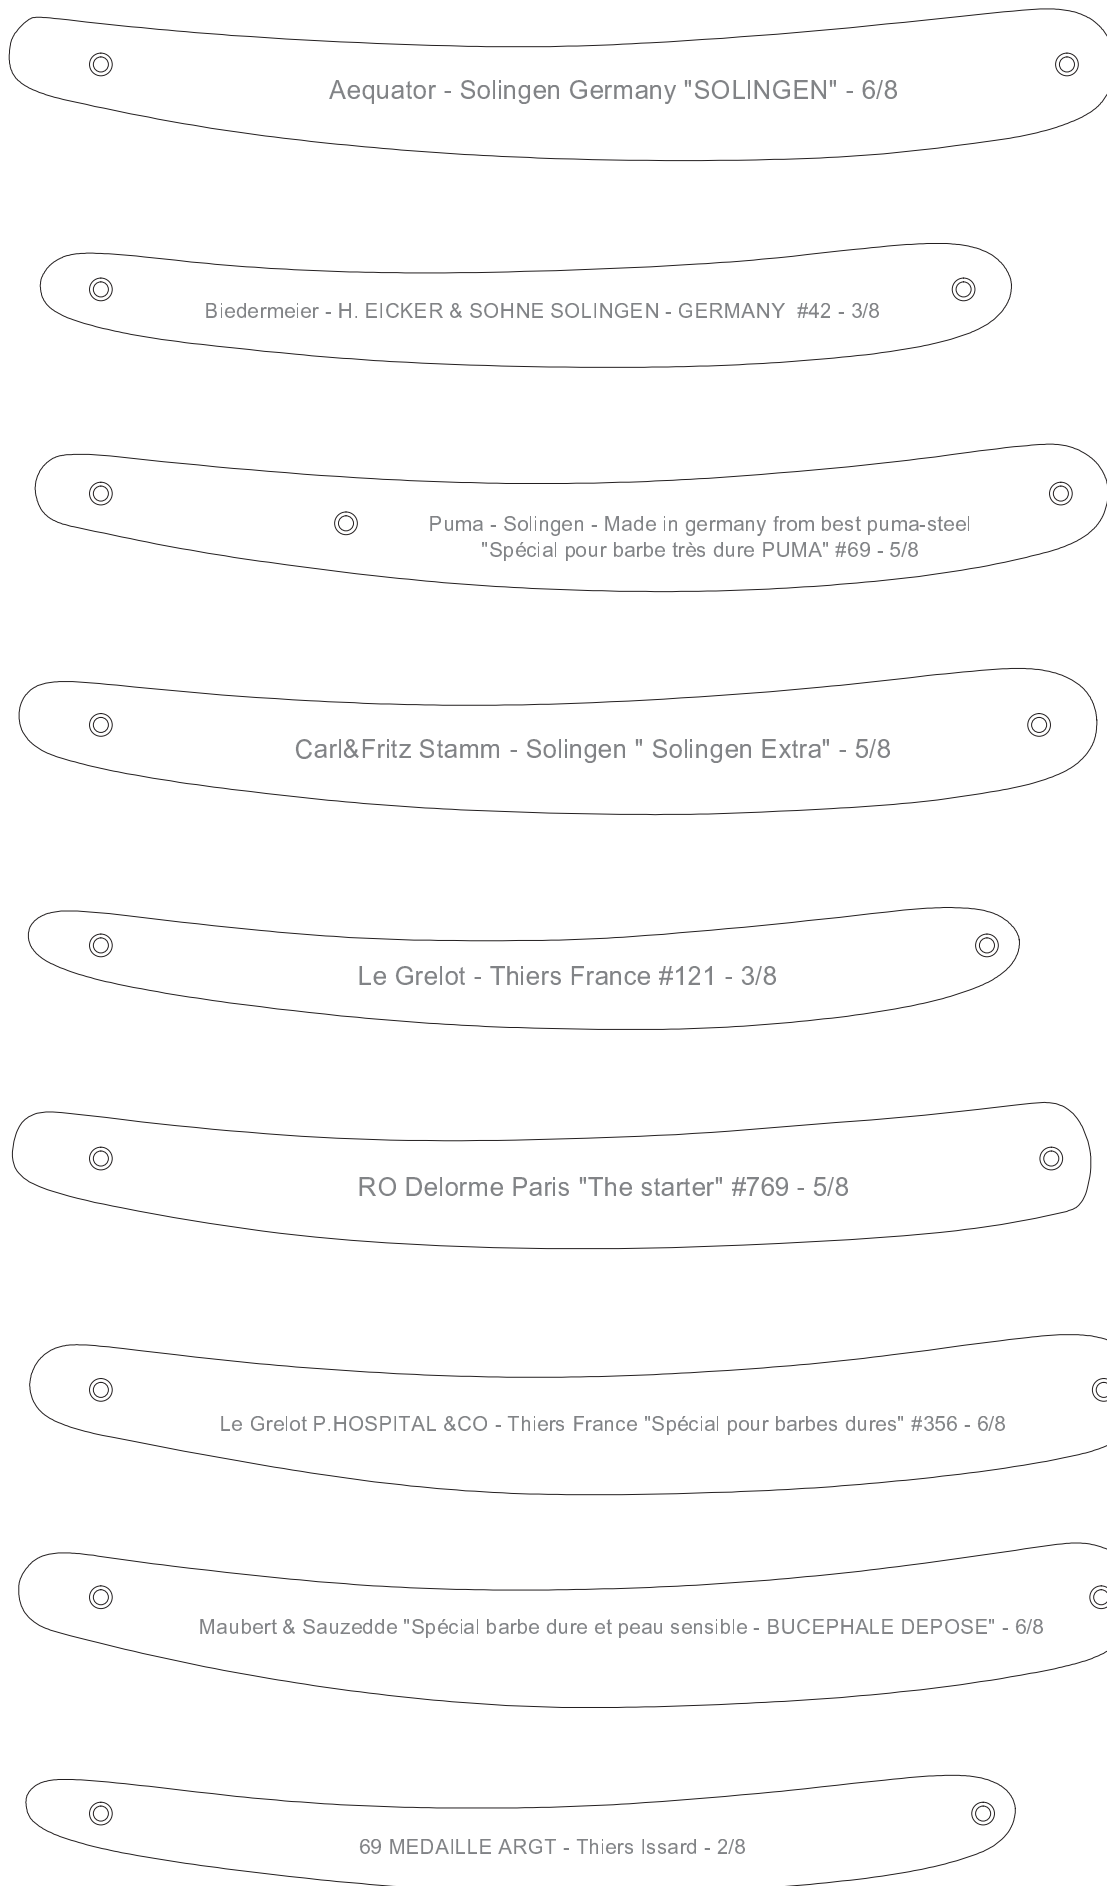 Aequator - Solingen Germany "SOLINGEN" - 6/8
Biedermeier - H. EICKER & SOHNE SOLINGEN - GERMANY  #42 - 3/8
Puma - Solingen - Made in germany from best puma-steel
"Spécial pour barbe très dure PUMA" #69 - 5/8
Carl&Fritz Stamm - Solingen " Solingen Extra" - 5/8
Le Grelot - Thiers France #121 - 3/8
RO Delorme Paris "The starter" #769 - 5/8
Le Grelot P.HOSPITAL &CO - Thiers France "Spécial pour barbes dures" #356 - 6/8
Maubert & Sauzedde "Spécial barbe dure et peau sensible - BUCEPHALE DEPOSE" - 6/8
69 MEDAILLE ARGT - Thiers Issard - 2/8